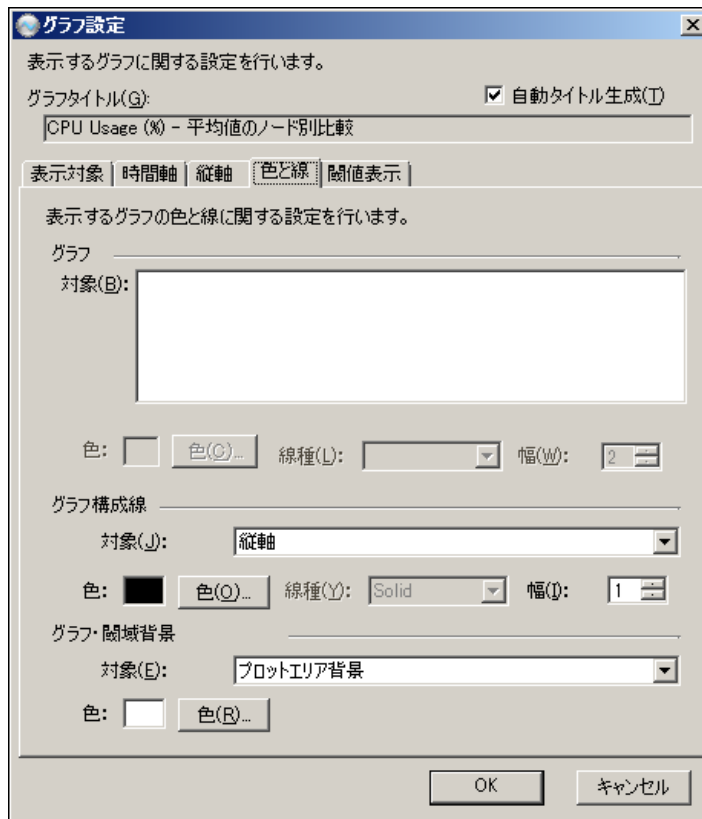 グラフ設定
表示するグラフに関する設定を行います。
グラフタイトル(G): 自動タイトル生成(T)
CPU Usage (%) - 平均値のノード別比較
表示対象 時間軸 縦軸 色と線 閾値表示
表示するグラフの色と線に関する設定を行います。
グラフ
対象(B):
色: 色(C)... 線種(L): 幅(W): 2
グラフ構成線
対象(J): 縦軸
色: 色(O)... 線種(Y): Solid 幅(I): 1
グラフ・閾域背景
対象(E): プロットエリア背景
色: 色(R)...
OK キャンセル